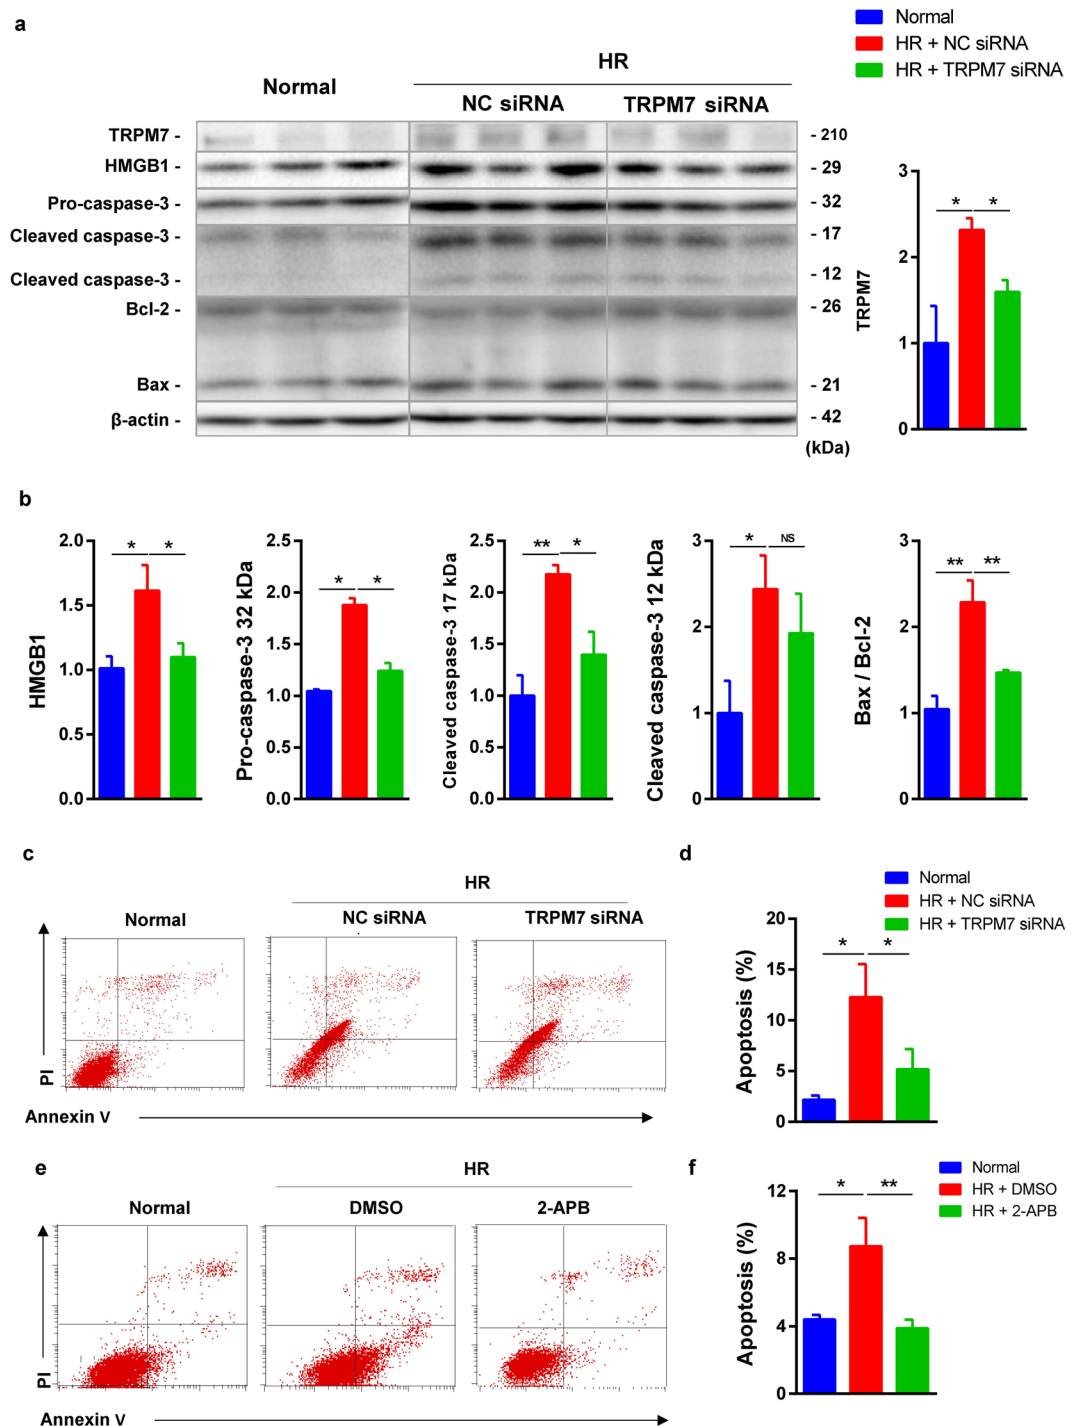 a
Normal
HR + NC siRNA
HR + TRPM7 siRNA
HR
Normal
NC siRNA
TRPM7 siRNA
TRPM7 -
- 210
HMGB1 -
- 29
Pro-caspase-3 -
- 32
Cleaved caspase-3 -
- 17
Cleaved caspase-3 -
- 12
Bcl-2 -
- 26
Bax -
- 21
β-actin -
- 42
(kDa)
TRPM7
3
2
1
0
* *
b
HMGB1
2.0
1.5
1.0
0.5
0.0
* *
Pro-caspase-3 32 kDa
2.5
2.0
1.5
1.0
0.5
0.0
* *
Cleaved caspase-3 17 kDa
2.5
2.0
1.5
1.0
0.5
0.0
** *
Cleaved caspase-3 12 kDa
3
2
1
0
* NS
Bax / Bcl-2
3
2
1
0
** **
c
HR
Normal
NC siRNA
TRPM7 siRNA
PI
Annexin V
d
Normal
HR + NC siRNA
HR + TRPM7 siRNA
Apoptosis (%)
20
15
10
5
0
* *
e
HR
Normal
DMSO
2-APB
PI
Annexin V
f
Normal
HR + DMSO
HR + 2-APB
Apoptosis (%)
12
8
4
0
* **